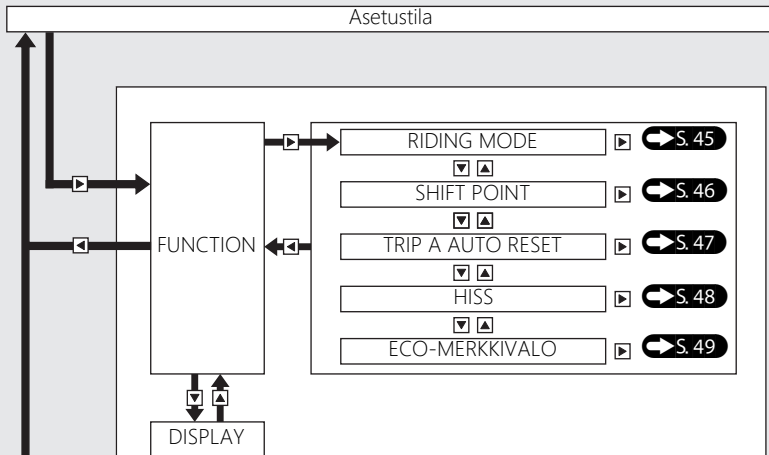 Asetustila
RIDING MODE S. 45
SHIFT POINT S. 46
FUNCTION TRIP A AUTO RESET S. 47
HISS S. 48
ECO-MERKKIVALO S. 49
DISPLAY